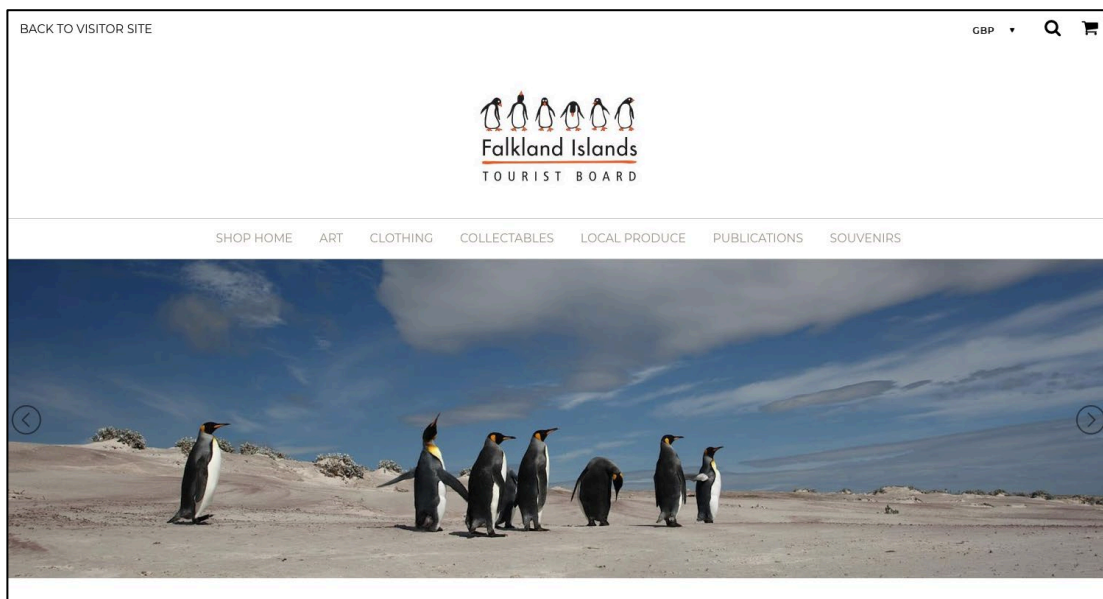 BACK TO VISITOR SITE
GBP
Falkland Islands
TOURIST BOARD
SHOP HOME ART CLOTHING COLLECTABLES LOCAL PRODUCE PUBLICATIONS SOUVENIRS